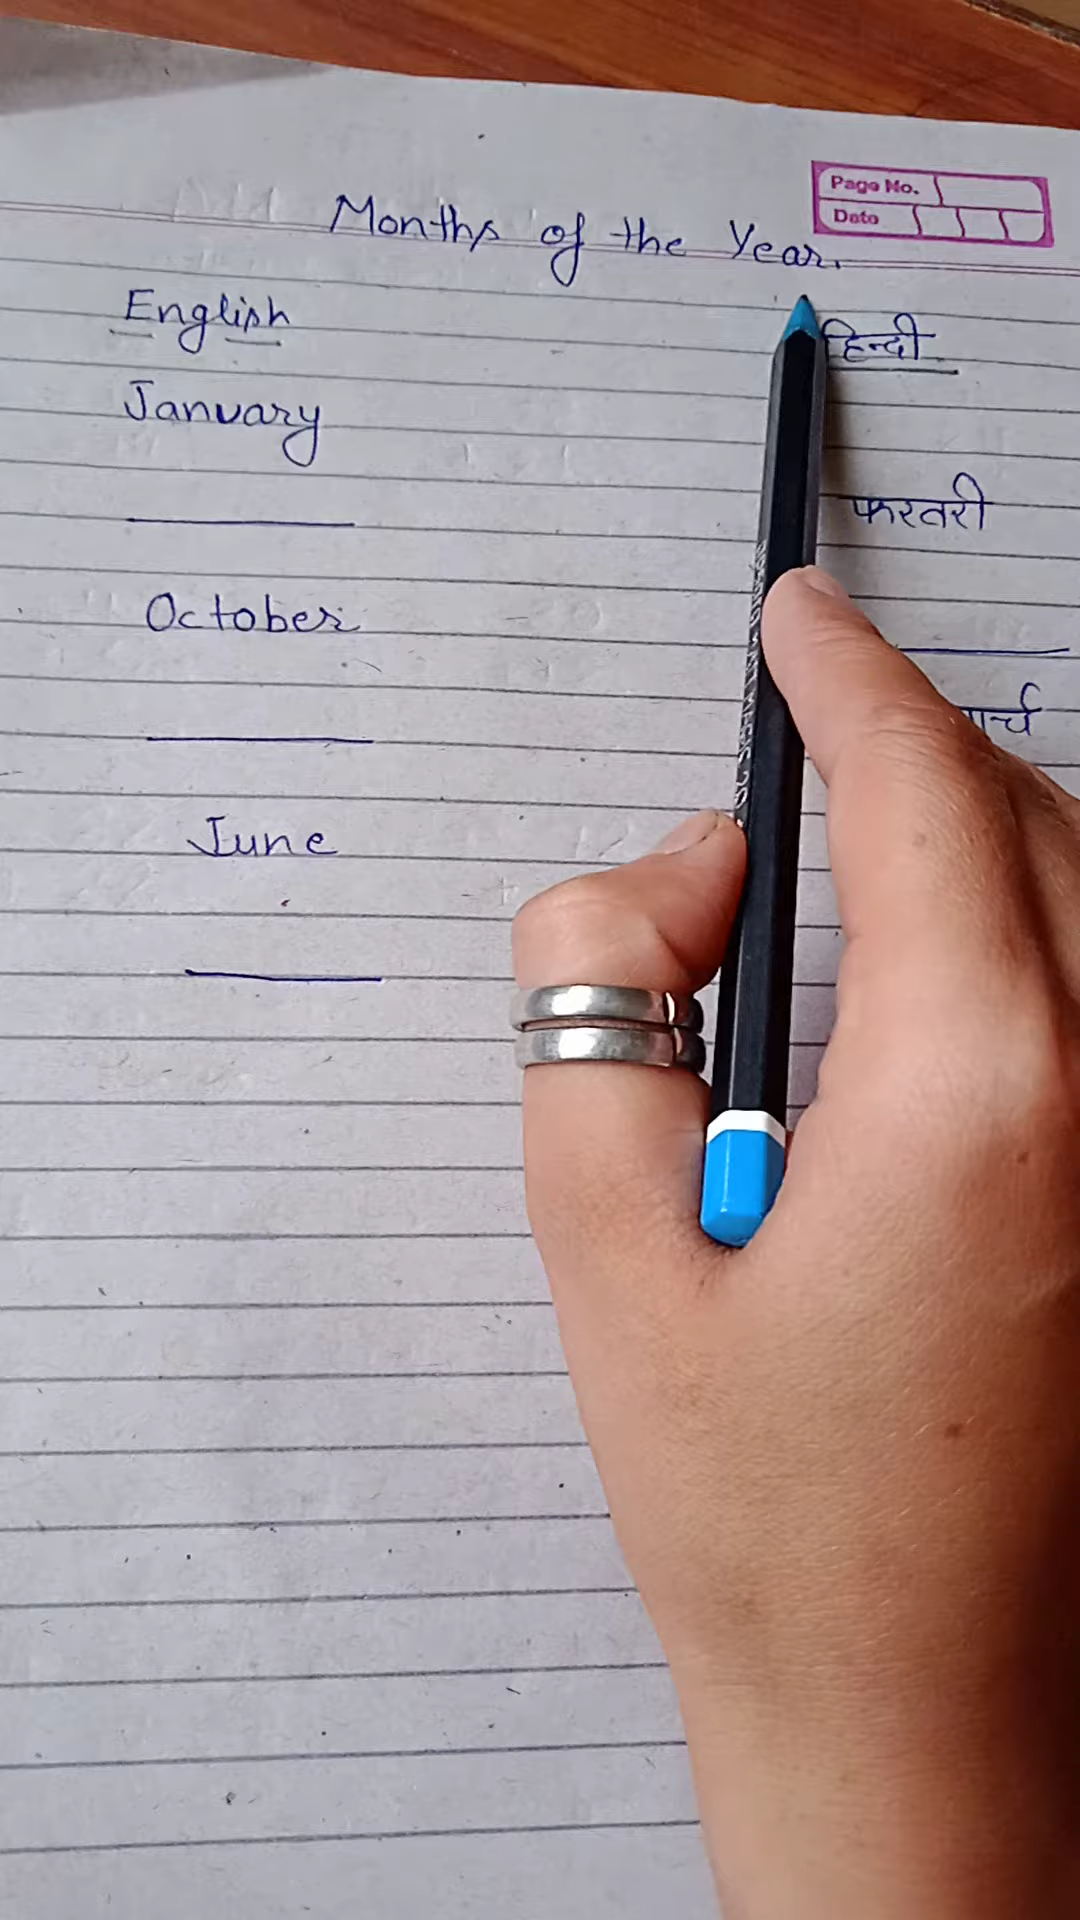 Page No.
Date
Months of the Year.
English हिन्दी
January
फरवरी
October
र्च
June